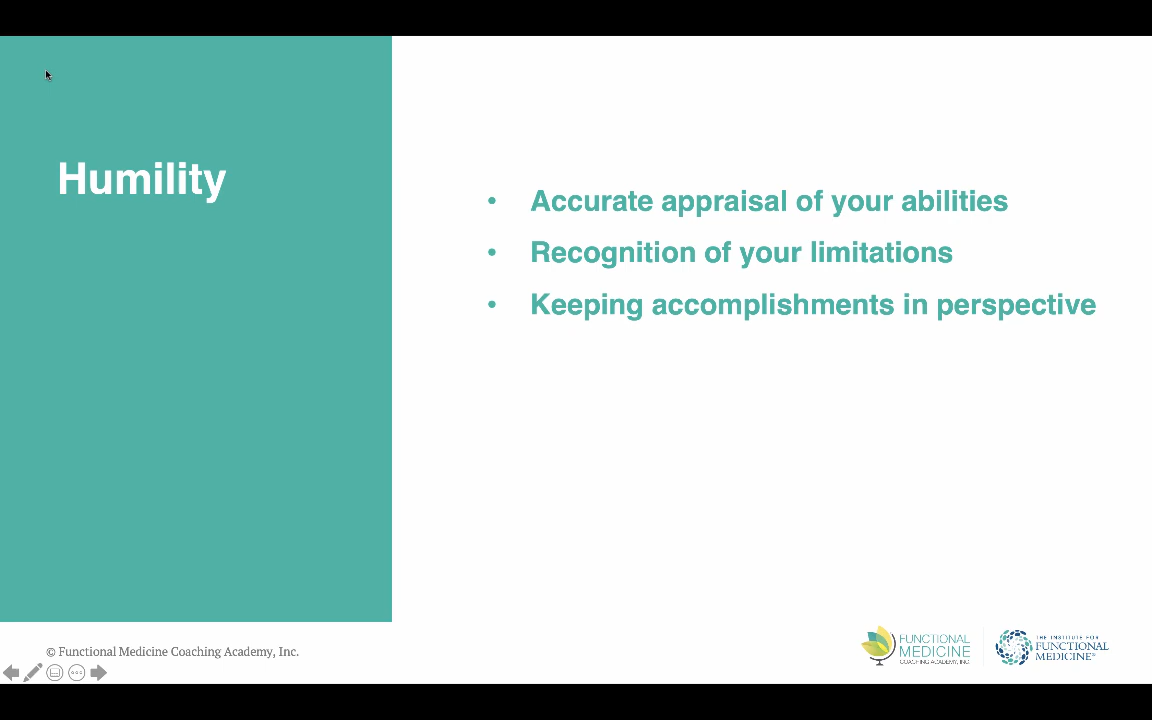 Humility
• Accurate appraisal of your abilities
• Recognition of your limitations
• Keeping accomplishments in perspective
© Functional Medicine Coaching Academy, Inc.
FUNCTIONAL
MEDICINE
COACHING ACADEMY, INC.
THE INSTITUTE FOR
FUNCTIONAL
MEDICINE®